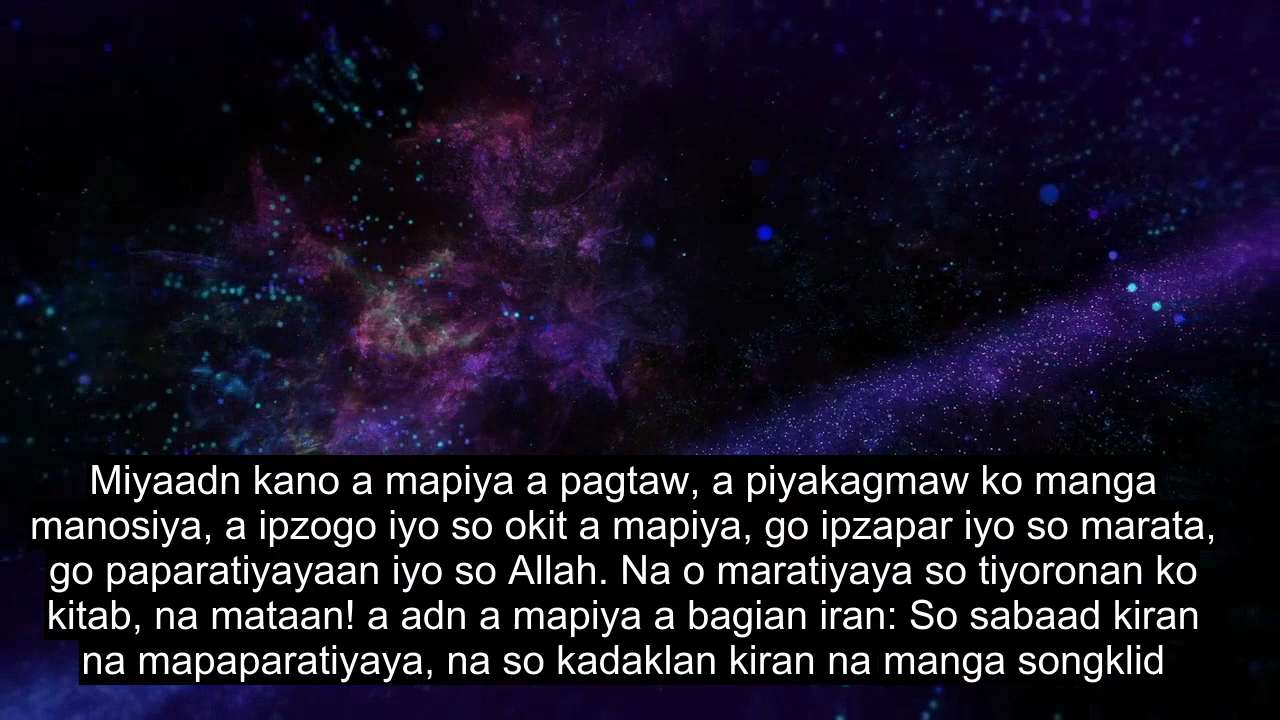 Miyaadn kano a mapiya a pagtaw, a piyakagmaw ko manga
manosiya, a ipzogo iyo so okit a mapiya, go ipzapar iyo so marata,
go paparatiyayaan iyo so Allah. Na o maratiyaya so tiyoronan ko
kitab, na mataan! a adn a mapiya a bagian iran: So sabaad kiran
na mapaparatiyaya, na so kadaklan kiran na manga songklid